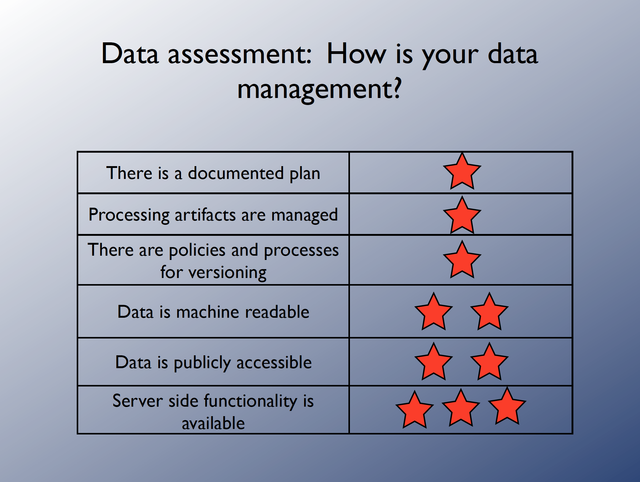 Data assessment:  How is your data
management?
There is a documented plan
Processing artifacts are managed
There are policies and processes
for versioning
Data is machine readable
Data is publicly accessible
Server side functionality is
available